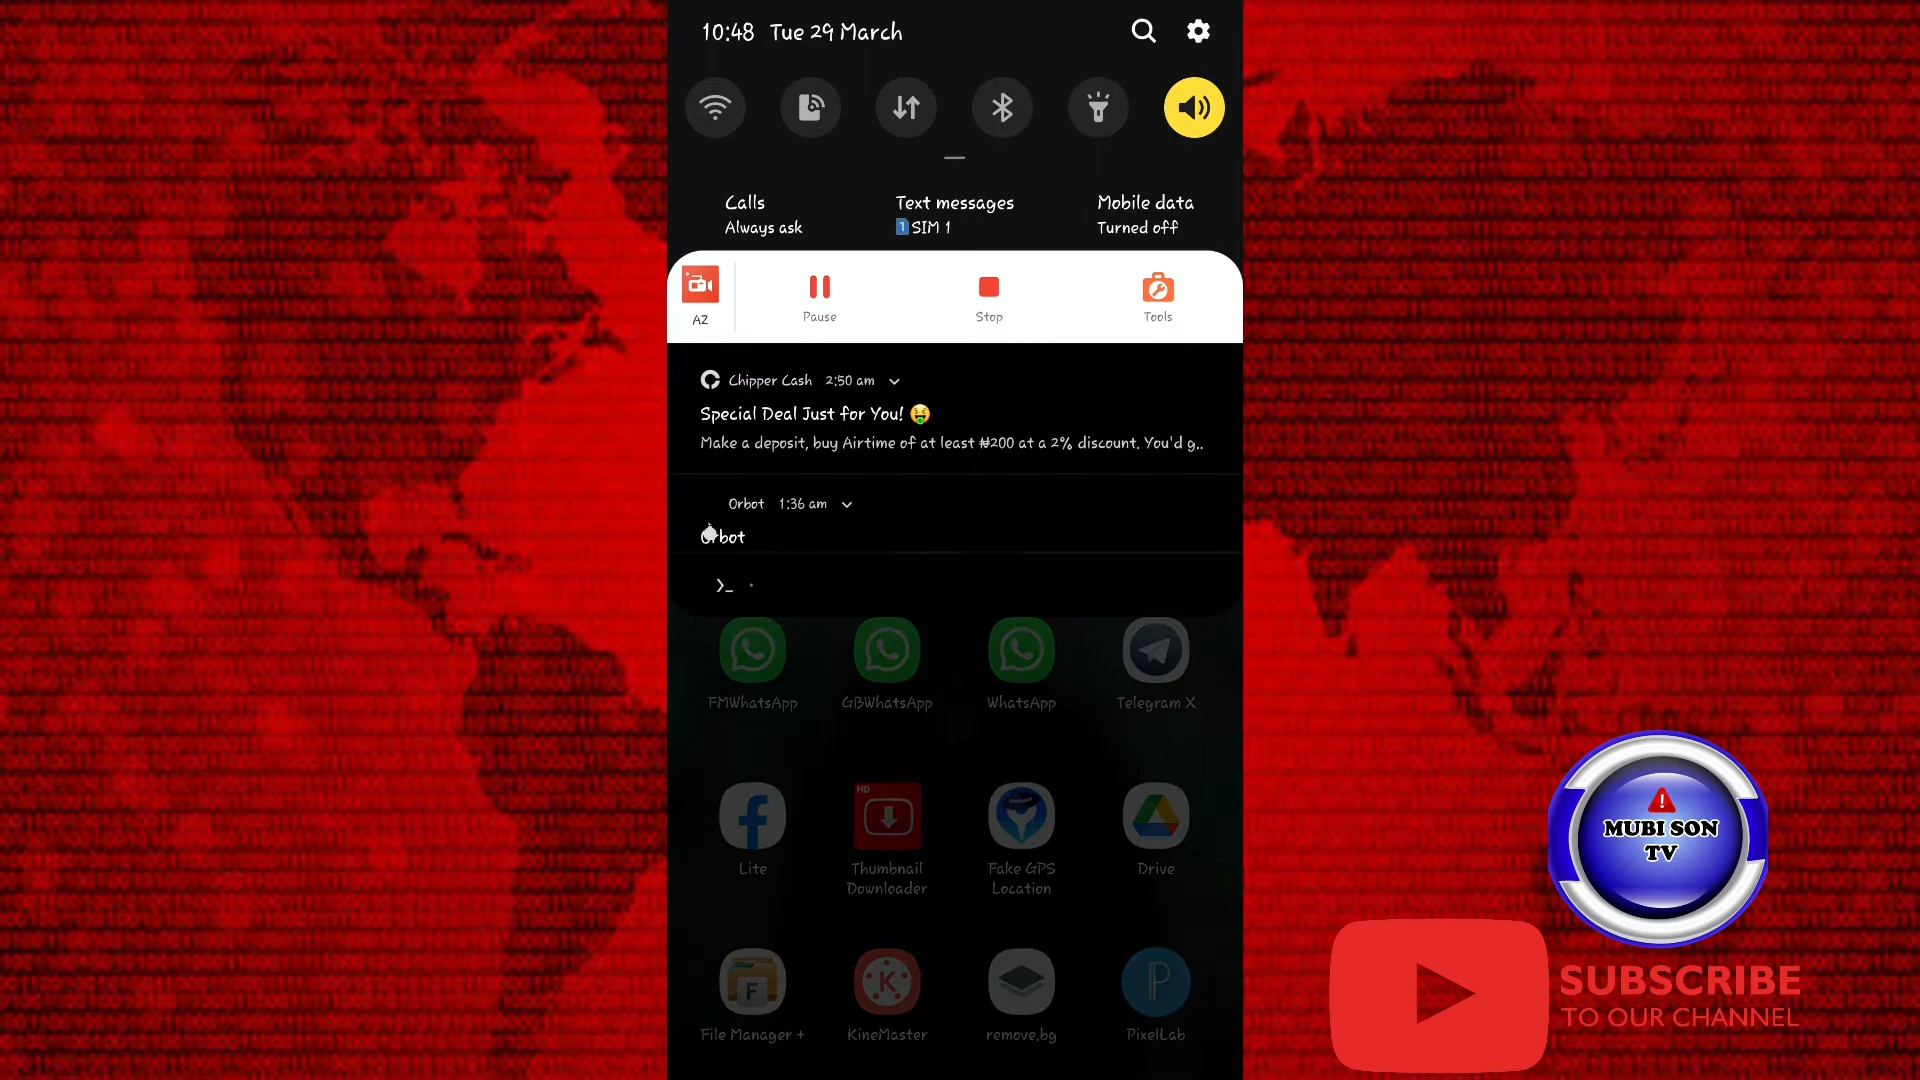 10:48 Tue 29 March
Calls
Always ask
Text messages
1 SIM 1
Mobile data
Turned off
AZ
Pause
Stop
Tools
Chipper Cash 2:50 am
Special Deal Just for You! 🤑
Make a deposit, buy Airtime of at least ₦200 at a 2% discount. You'd g..
Orbot 1:36 am
Orbot
FMWhatsApp
GBWhatsApp
WhatsApp
Telegram X
Lite
HD
Thumbnail
Downloader
Fake GPS
Location
Drive
F
File Manager +
K
KineMaster
remove.bg
P
PixelLab
MUBI SON
TV
SUBSCRIBE
TO OUR CHANNEL